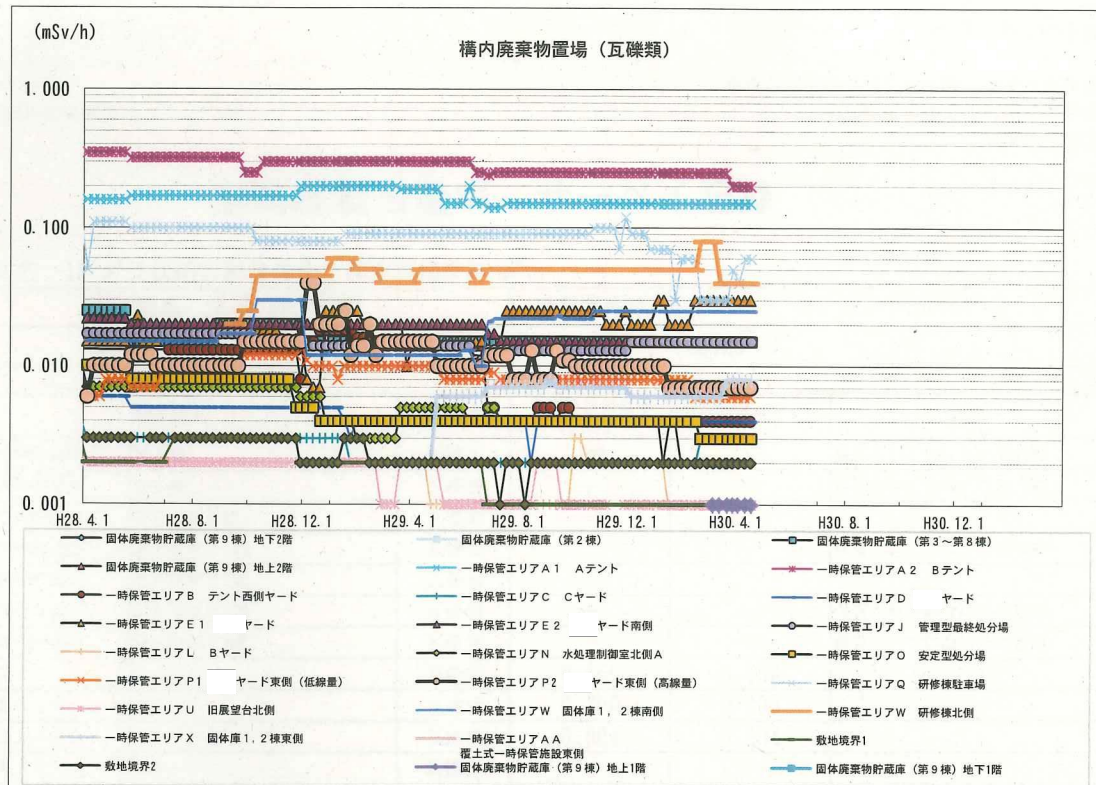 (mSv/h)
構内廃棄物置場（瓦礫類）
1.000
0.100
0.010
0.001
H28.4.1 H28.8.1 H28.12.1 H29.4.1 H29.8.1 H29.12.1 H30.4.1 H30.8.1 H30.12.1
固体廃棄物貯蔵庫（第9棟）地下2階 固体廃棄物貯蔵庫（第2棟） 固体廃棄物貯蔵庫（第3～第8棟）
固体廃棄物貯蔵庫（第9棟）地上2階 一時保管エリアA1 Aテント 一時保管エリアA2 Bテント
一時保管エリアB テント西側ヤード 一時保管エリアC Cヤード 一時保管エリアD ヤード
一時保管エリアE1 ヤード 一時保管エリアE2 ヤード南側 一時保管エリアJ 管理型最終処分場
一時保管エリアL Bヤード 一時保管エリアN 水処理制御室北側A 一時保管エリアO 安定型処分場
一時保管エリアP1 ヤード東側（低線量） 一時保管エリアP2 ヤード東側（高線量） 一時保管エリアQ 研修棟駐車場
一時保管エリアU 旧展望台北側 一時保管エリアW 固体庫1，2棟南側 一時保管エリアW 研修棟北側
一時保管エリアX 固体庫1，2棟東側 一時保管エリアAA 敷地境界1
覆土式一時保管施設東側
敷地境界2 固体廃棄物貯蔵庫（第9棟）地上1階 固体廃棄物貯蔵庫（第9棟）地下1階